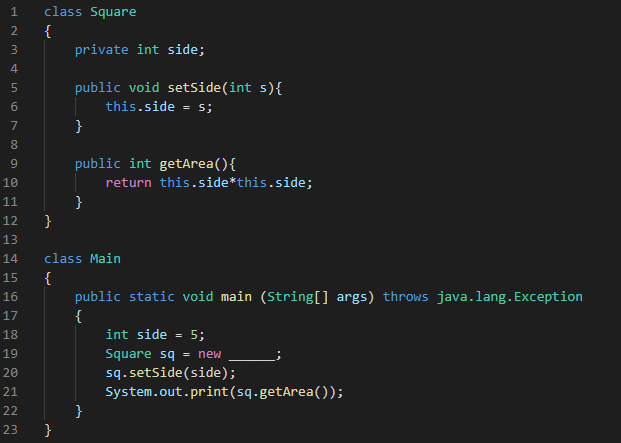 1 class Square
2 {
3     private int side;
4
5     public void setSide(int s){
6         this.side = s;
7     }
8
9     public int getArea(){
10         return this.side*this.side;
11     }
12 }
13
14 class Main
15 {
16     public static void main (String[] args) throws java.lang.Exception
17     {
18         int side = 5;
19         Square sq = new ______;
20         sq.setSide(side);
21         System.out.print(sq.getArea());
22     }
23 }